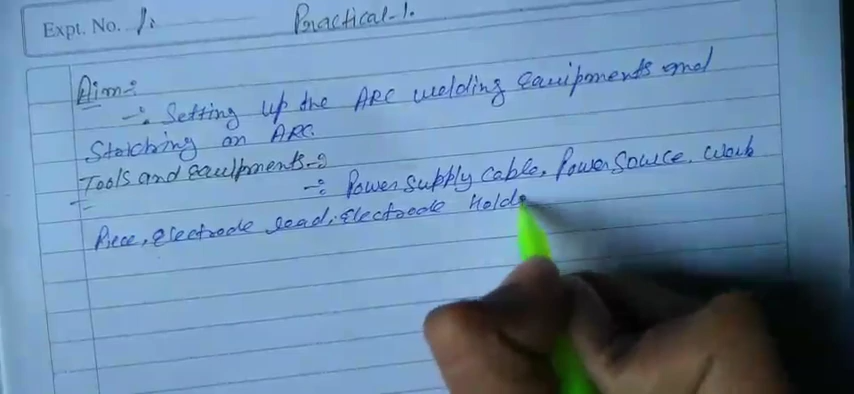 Expt. No. 1.
Practical-1.
Aim:-
-: Setting up the ARC welding equipments and
Stricking an ARC.
Tools and equipments-:
-: Power supply cable, Power Source, work
Piece, electrode lead, electrode Holde